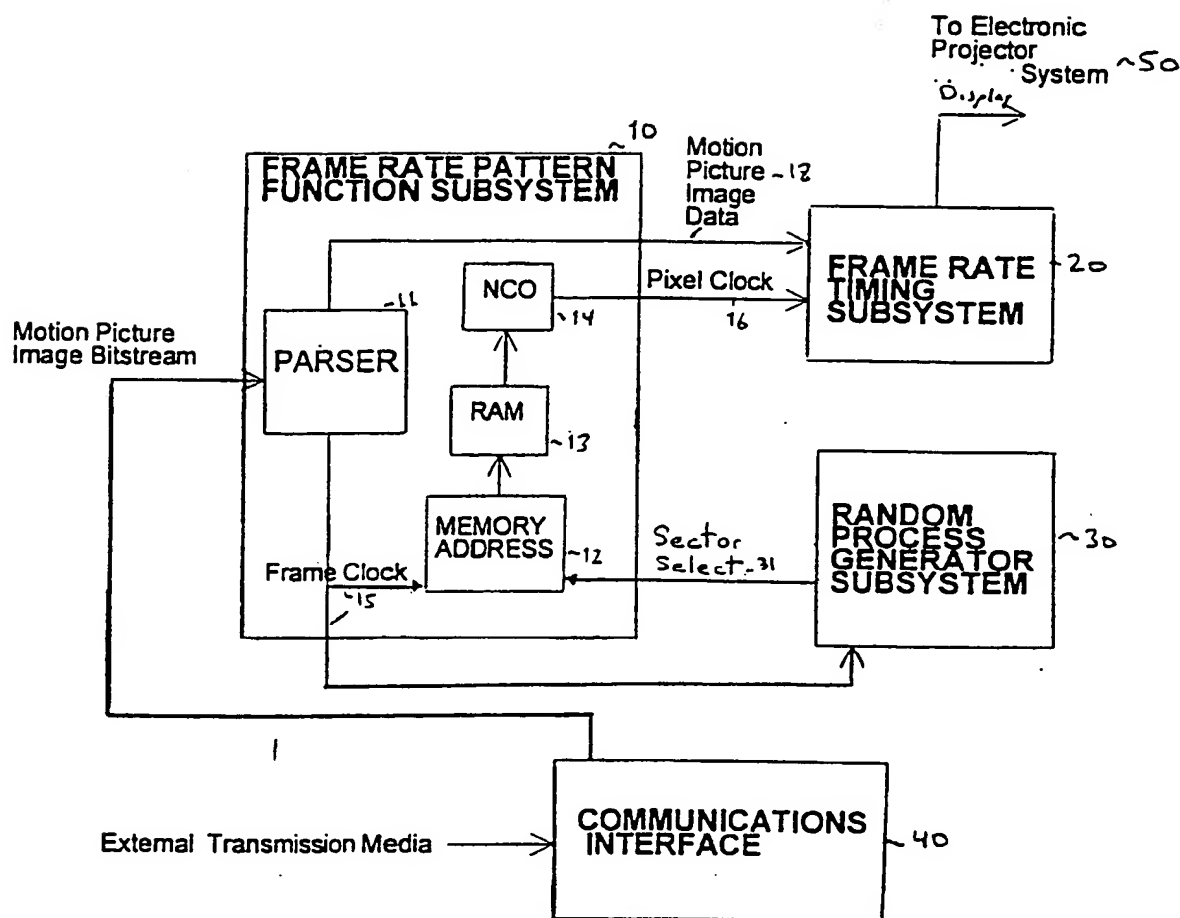 To Electronic
Projector
System ~50
Display
~10
FRAME RATE PATTERN
FUNCTION SUBSYSTEM
Motion
Picture ~18
Image
Data
FRAME RATE
TIMING
SUBSYSTEM
~20
NCO
~14
Pixel Clock
16
~11
PARSER
Motion Picture
Image Bitstream
RAM
~13
MEMORY
ADDRESS
~12
Sector
Select ~31
RANDOM
PROCESS
GENERATOR
SUBSYSTEM
~30
Frame Clock
~15
1
COMMUNICATIONS
INTERFACE
~40
External Transmission Media